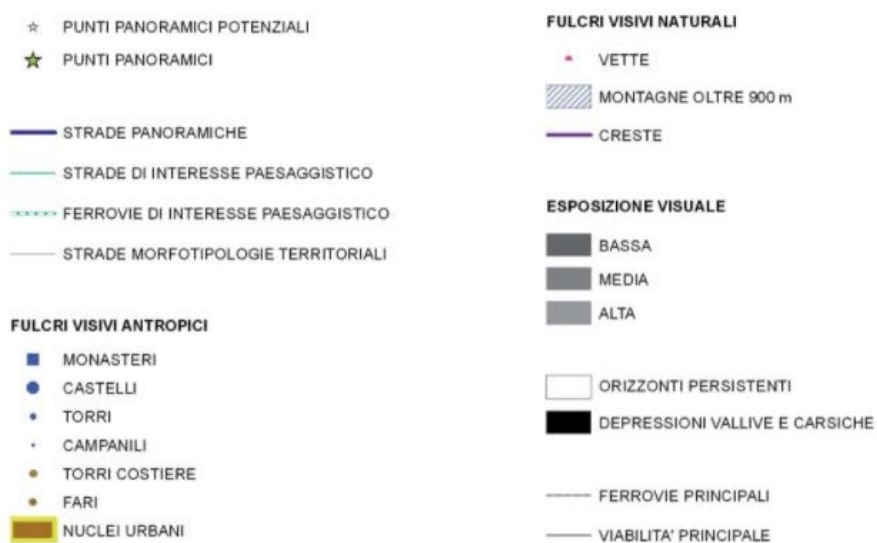 PUNTI PANORAMICI POTENZIALI
PUNTI PANORAMICI
STRADE PANORAMICHE
STRADE DI INTERESSE PAESAGGISTICO
FERROVIE DI INTERESSE PAESAGGISTICO
STRADE MORFOTIPOLOGIE TERRITORIALI
FULCRI VISIVI ANTROPICI
MONASTERI
CASTELLI
TORRI
CAMPANILI
TORRI COSTIERE
FARI
NUCLEI URBANI
FULCRI VISIVI NATURALI
VETTE
MONTAGNE OLTRE 900 m
CRESTE
ESPOSIZIONE VISUALE
BASSA
MEDIA
ALTA
ORIZZONTI PERSISTENTI
DEPRESSIONI VALLIVE E CARSICHE
FERROVIE PRINCIPALI
VIABILITA' PRINCIPALE